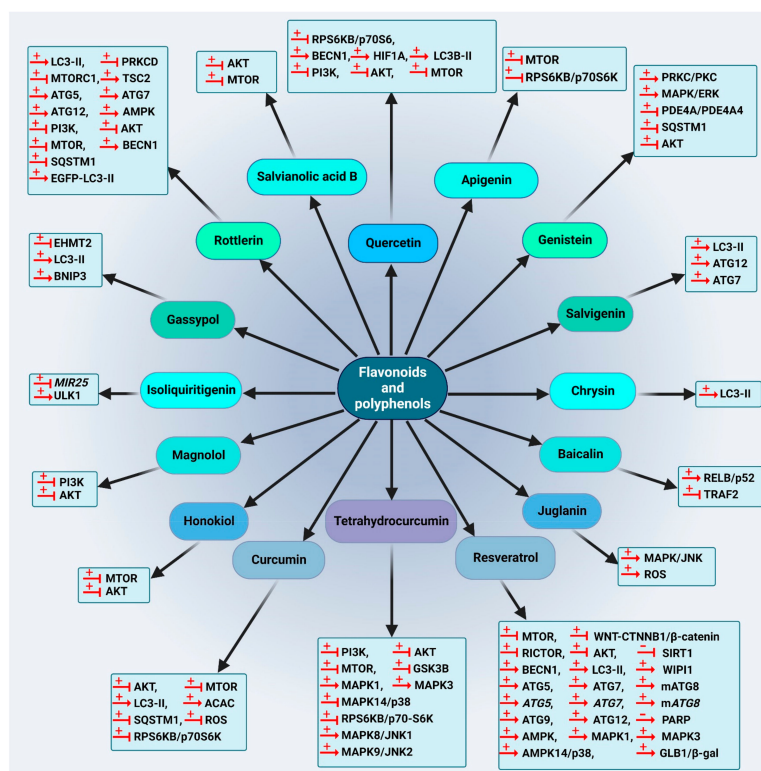 LC3-II, PRKCD
MTORC1, TSC2
ATG5, ATG7
ATG12, AMPK
PI3K, AKT
MTOR, BECN1
SQSTM1
EGFP-LC3-II
AKT
MTOR
RPS6KB/p70S6,
BECN1, HIF1A, LC3B-II
PI3K, AKT, MTOR
MTOR
RPS6KB/p70S6K
PRKC/PKC
MAPK/ERK
PDE4A/PDE4A4
SQSTM1
AKT
Salvianolic acid B
Apigenin
Rottlerin
Quercetin
Genistein
EHMT2
LC3-II
BNIP3
LC3-II
ATG12
ATG7
Gassypol
Salvigenin
Flavonoids
and
polyphenols
MIR25
ULK1
Isoliquiritigenin
Chrysin
LC3-II
Magnolol
Baicalin
PI3K
AKT
RELB/p52
TRAF2
Honokiol
Tetrahydrocurcumin
Juglanin
Curcumin
Resveratrol
MTOR
AKT
MAPK/JNK
ROS
AKT, MTOR
LC3-II, ACAC
SQSTM1, ROS
RPS6KB/p70S6K
PI3K, AKT
MTOR, GSK3B
MAPK1, MAPK3
MAPK14/p38
RPS6KB/p70-S6K
MAPK8/JNK1
MAPK9/JNK2
MTOR, WNT-CTNNB1/β-catenin
RICTOR, AKT, SIRT1
BECN1, LC3-II, WIPI1
ATG5, ATG7, mATG8
ATG5, ATG7, mATG8
ATG9, ATG12, PARP
AMPK, MAPK1, MAPK3
AMPK14/p38, GLB1/β-gal